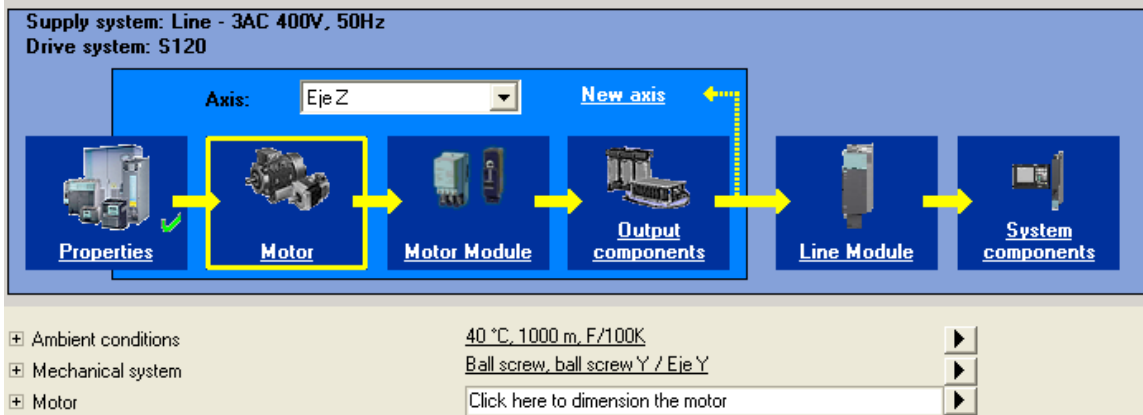 Supply system: Line - 3AC 400V, 50Hz
Drive system: S120
Axis: Eje Z New axis
Properties
Motor
Motor Module
Output components
Line Module
System components
Ambient conditions 40 °C, 1000 m, F/100K
Mechanical system Ball screw, ball screw Y / Eje Y
Motor Click here to dimension the motor